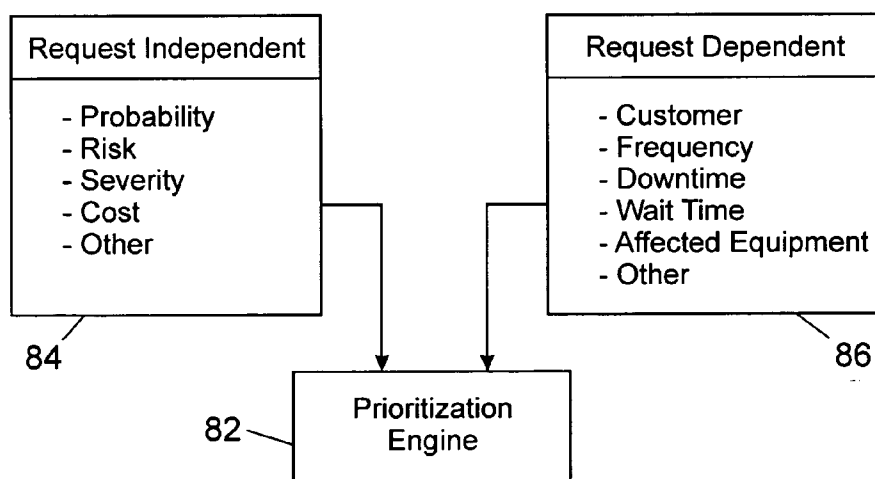 Request Independent
- Probability
- Risk
- Severity
- Cost
- Other
84
Request Dependent
- Customer
- Frequency
- Downtime
- Wait Time
- Affected Equipment
- Other
86
82
Prioritization
Engine